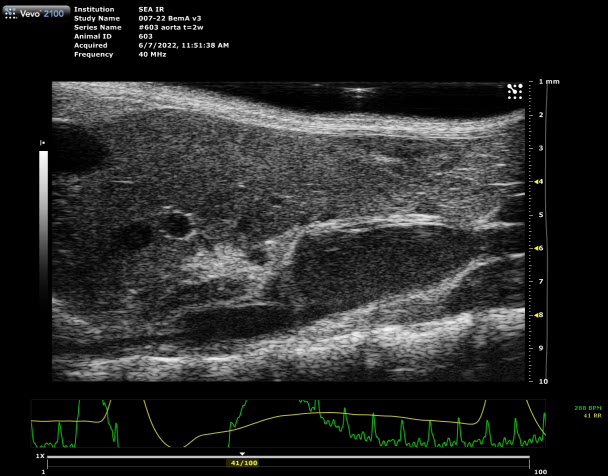 Vevo 2100
Institution SEA IR
Study Name 007-22 BemA v3
Series Name #603 aorta t=2w
Animal ID 603
Acquired 6/7/2022, 11:51:38 AM
Frequency 40 MHz
1 mm
2
3
4
5
6
7
8
9
10
288 BPM
41 RR
1X
41/100
1
100